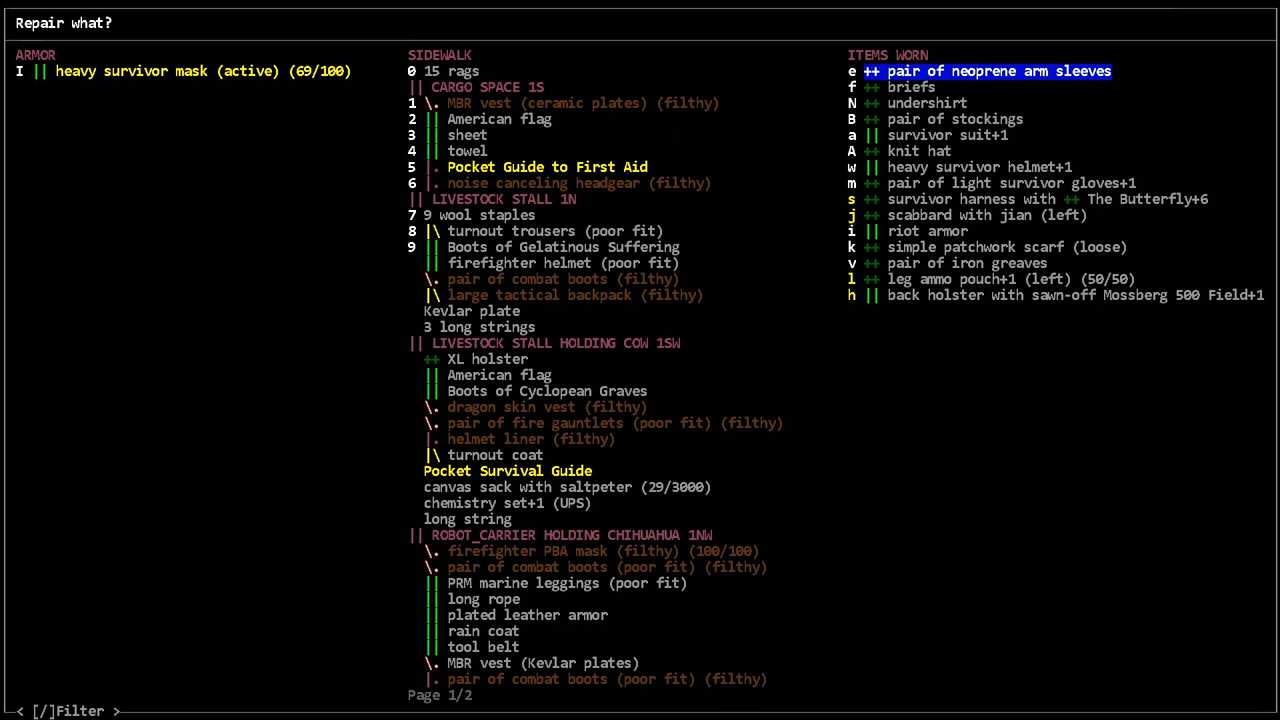 Repair what?
ARMOR
I || heavy survivor mask (active) (69/100)
SIDEWALK
0 15 rags
|| CARGO SPACE 1S
1 \. MBR vest (ceramic plates) (filthy)
2 || American flag
3 || sheet
4 || towel
5 |. Pocket Guide to First Aid
6 |. noise canceling headgear (filthy)
|| LIVESTOCK STALL 1N
7 9 wool staples
8 |\ turnout trousers (poor fit)
9 || Boots of Gelatinous Suffering
|| firefighter helmet (poor fit)
\. pair of combat boots (filthy)
|\ large tactical backpack (filthy)
Kevlar plate
3 long strings
|| LIVESTOCK STALL HOLDING COW 1SW
++ XL holster
|| American flag
|| Boots of Cyclopean Graves
\. dragon skin vest (filthy)
\. pair of fire gauntlets (poor fit) (filthy)
|. helmet liner (filthy)
|\ turnout coat
Pocket Survival Guide
canvas sack with saltpeter (29/3000)
chemistry set+1 (UPS)
long string
|| ROBOT_CARRIER HOLDING CHIHUAHUA 1NW
\. firefighter PBA mask (filthy) (100/100)
\. pair of combat boots (poor fit) (filthy)
|| PRM marine leggings (poor fit)
|| long rope
|| plated leather armor
|| rain coat
|| tool belt
\. MBR vest (Kevlar plates)
|. pair of combat boots (poor fit) (filthy)
Page 1/2
ITEMS WORN
e ++ pair of neoprene arm sleeves
f ++ briefs
N ++ undershirt
B ++ pair of stockings
a || survivor suit+1
A ++ knit hat
w || heavy survivor helmet+1
m ++ pair of light survivor gloves+1
s ++ survivor harness with ++ The Butterfly+6
j ++ scabbard with jian (left)
i || riot armor
k ++ simple patchwork scarf (loose)
v ++ pair of iron greaves
l ++ leg ammo pouch+1 (left) (50/50)
h || back holster with sawn-off Mossberg 500 Field+1
< [/]Filter >